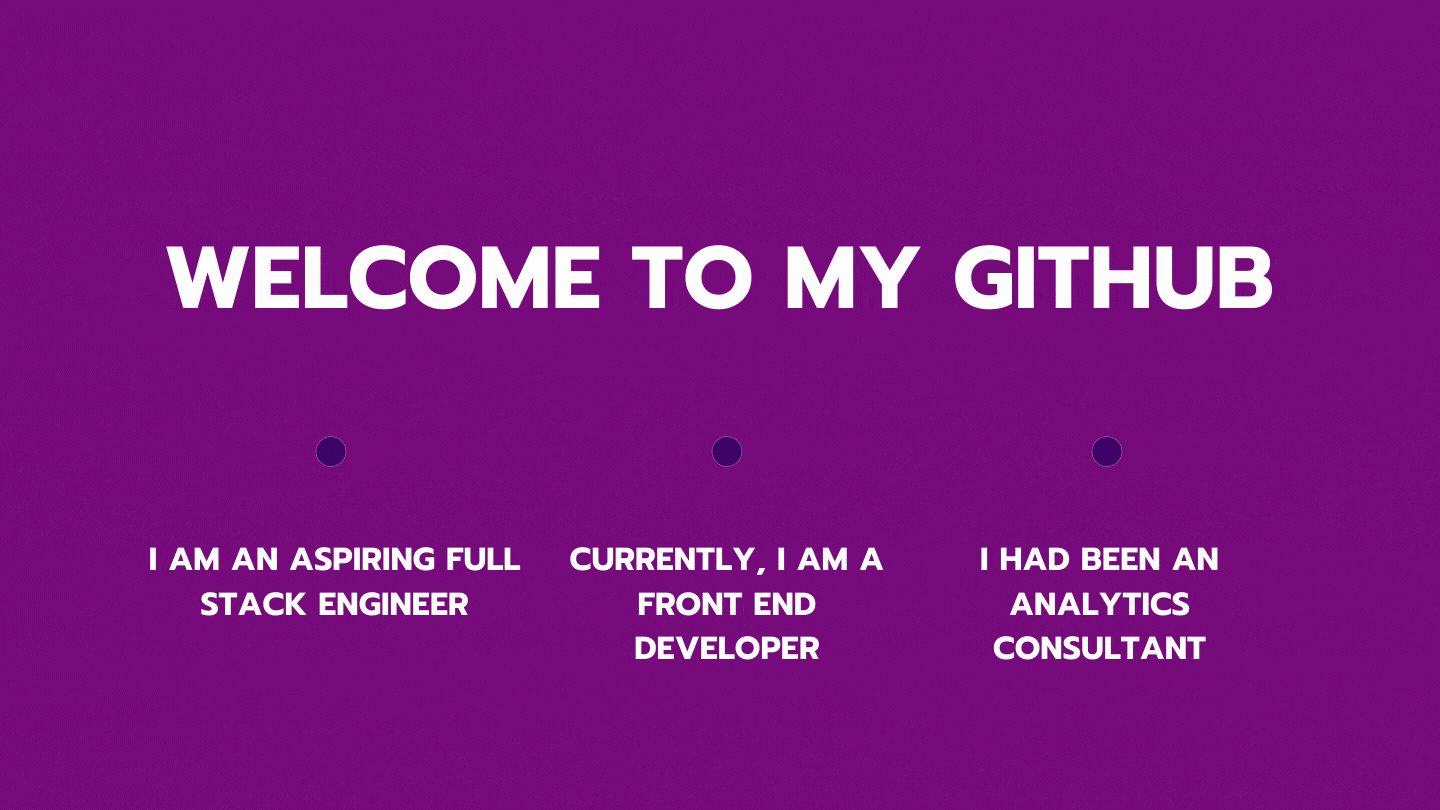 WELCOME TO MY GITHUB
I AM AN ASPIRING FULL
STACK ENGINEER
CURRENTLY, I AM A
FRONT END
DEVELOPER
I HAD BEEN AN
ANALYTICS
CONSULTANT